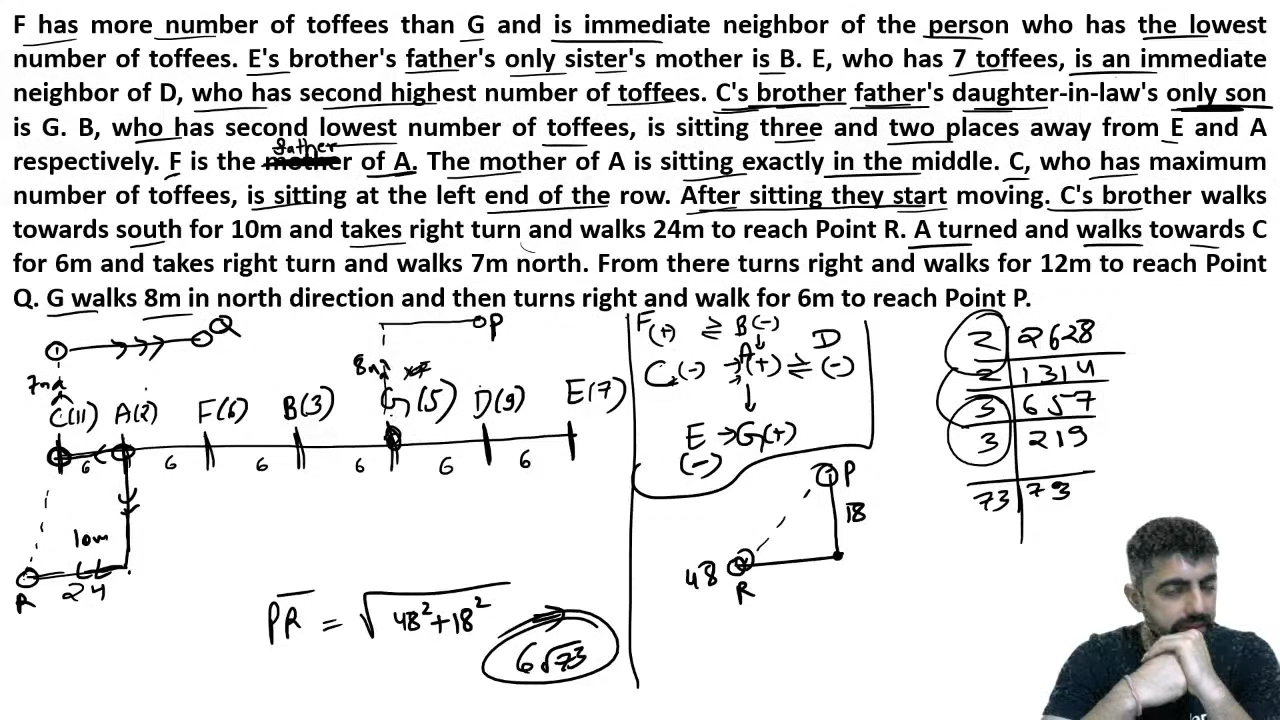 F has more number of toffees than G and is immediate neighbor of the person who has the lowest
number of toffees. E's brother's father's only sister's mother is B. E, who has 7 toffees, is an immediate
neighbor of D, who has second highest number of toffees. C's brother father's daughter-in-law's only son
is G. B, who has second lowest number of toffees, is sitting three and two places away from E and A
father
respectively. F is the mother of A. The mother of A is sitting exactly in the middle. C, who has maximum
number of toffees, is sitting at the left end of the row. After sitting they start moving. C's brother walks
towards south for 10m and takes right turn and walks 24m to reach Point R. A turned and walks towards C
for 6m and takes right turn and walks 7m north. From there turns right and walks for 12m to reach Point
Q. G walks 8m in north direction and then turns right and walk for 6m to reach Point P.
Q
P
7m
8m
C(11) A(2) F(6) B(3) G(5) D(9) E(7)
6 6 6 6 6 6
10m
24
R
PR = √48²+18²
6√73
F(+) ⇌ B(-)
D
C(-) → A(+) ⇌ (-)
E → G(+)
(-)
P
18
48
R
2 2628
2 1314
3 657
3 219
73 73